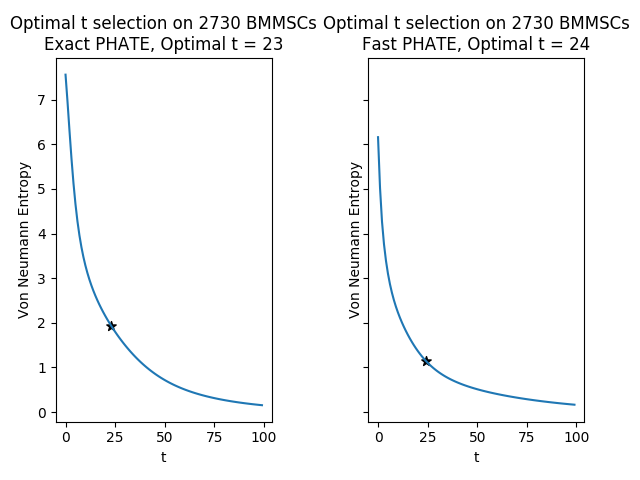 Optimal t selection on 2730 BMMSCs
Exact PHATE, Optimal t = 23
Von Neumann Entropy
7
6
5
4
3
2
1
0
0 25 50 75 100
t
Optimal t selection on 2730 BMMSCs
Fast PHATE, Optimal t = 24
Von Neumann Entropy
0 25 50 75 100
t